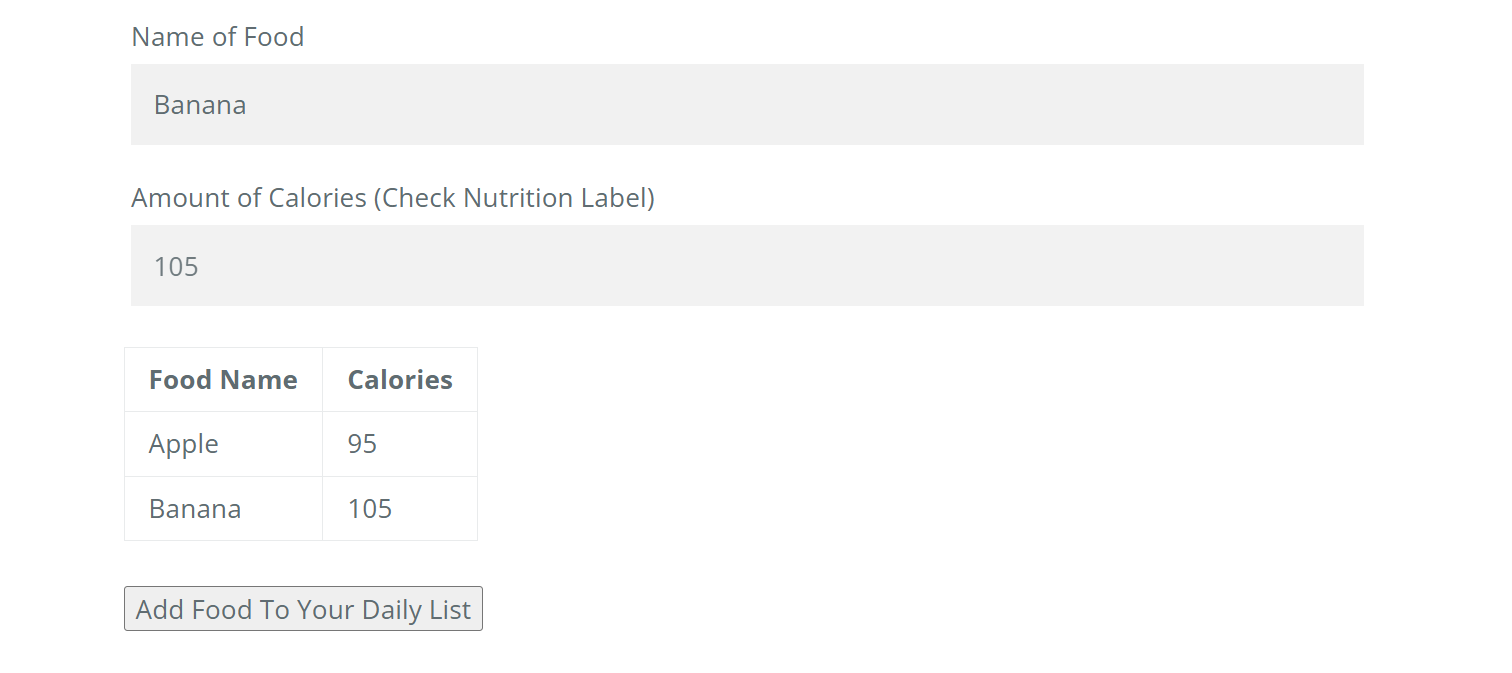 Name of Food
Banana
Amount of Calories (Check Nutrition Label)
105
Food Name Calories
Apple 95
Banana 105
Add Food To Your Daily List